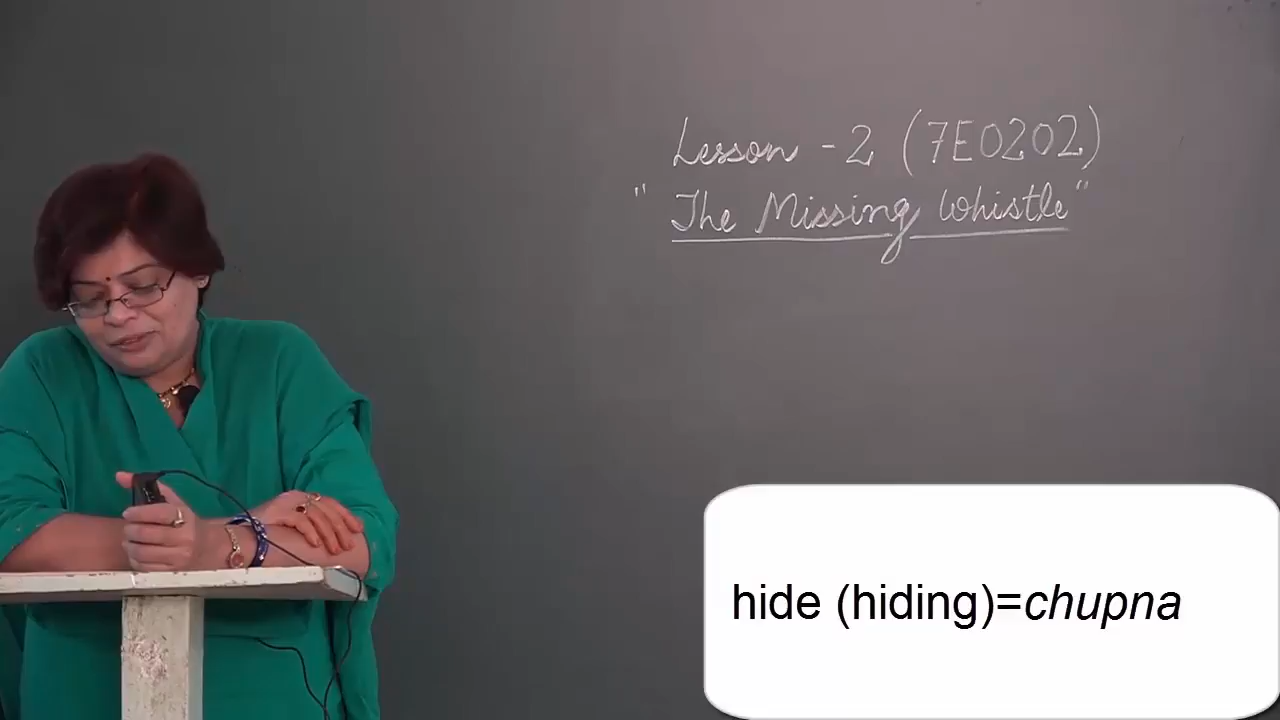 Lesson - 2 (7E0202)
"The Missing Whistle"
hide (hiding)=chupna